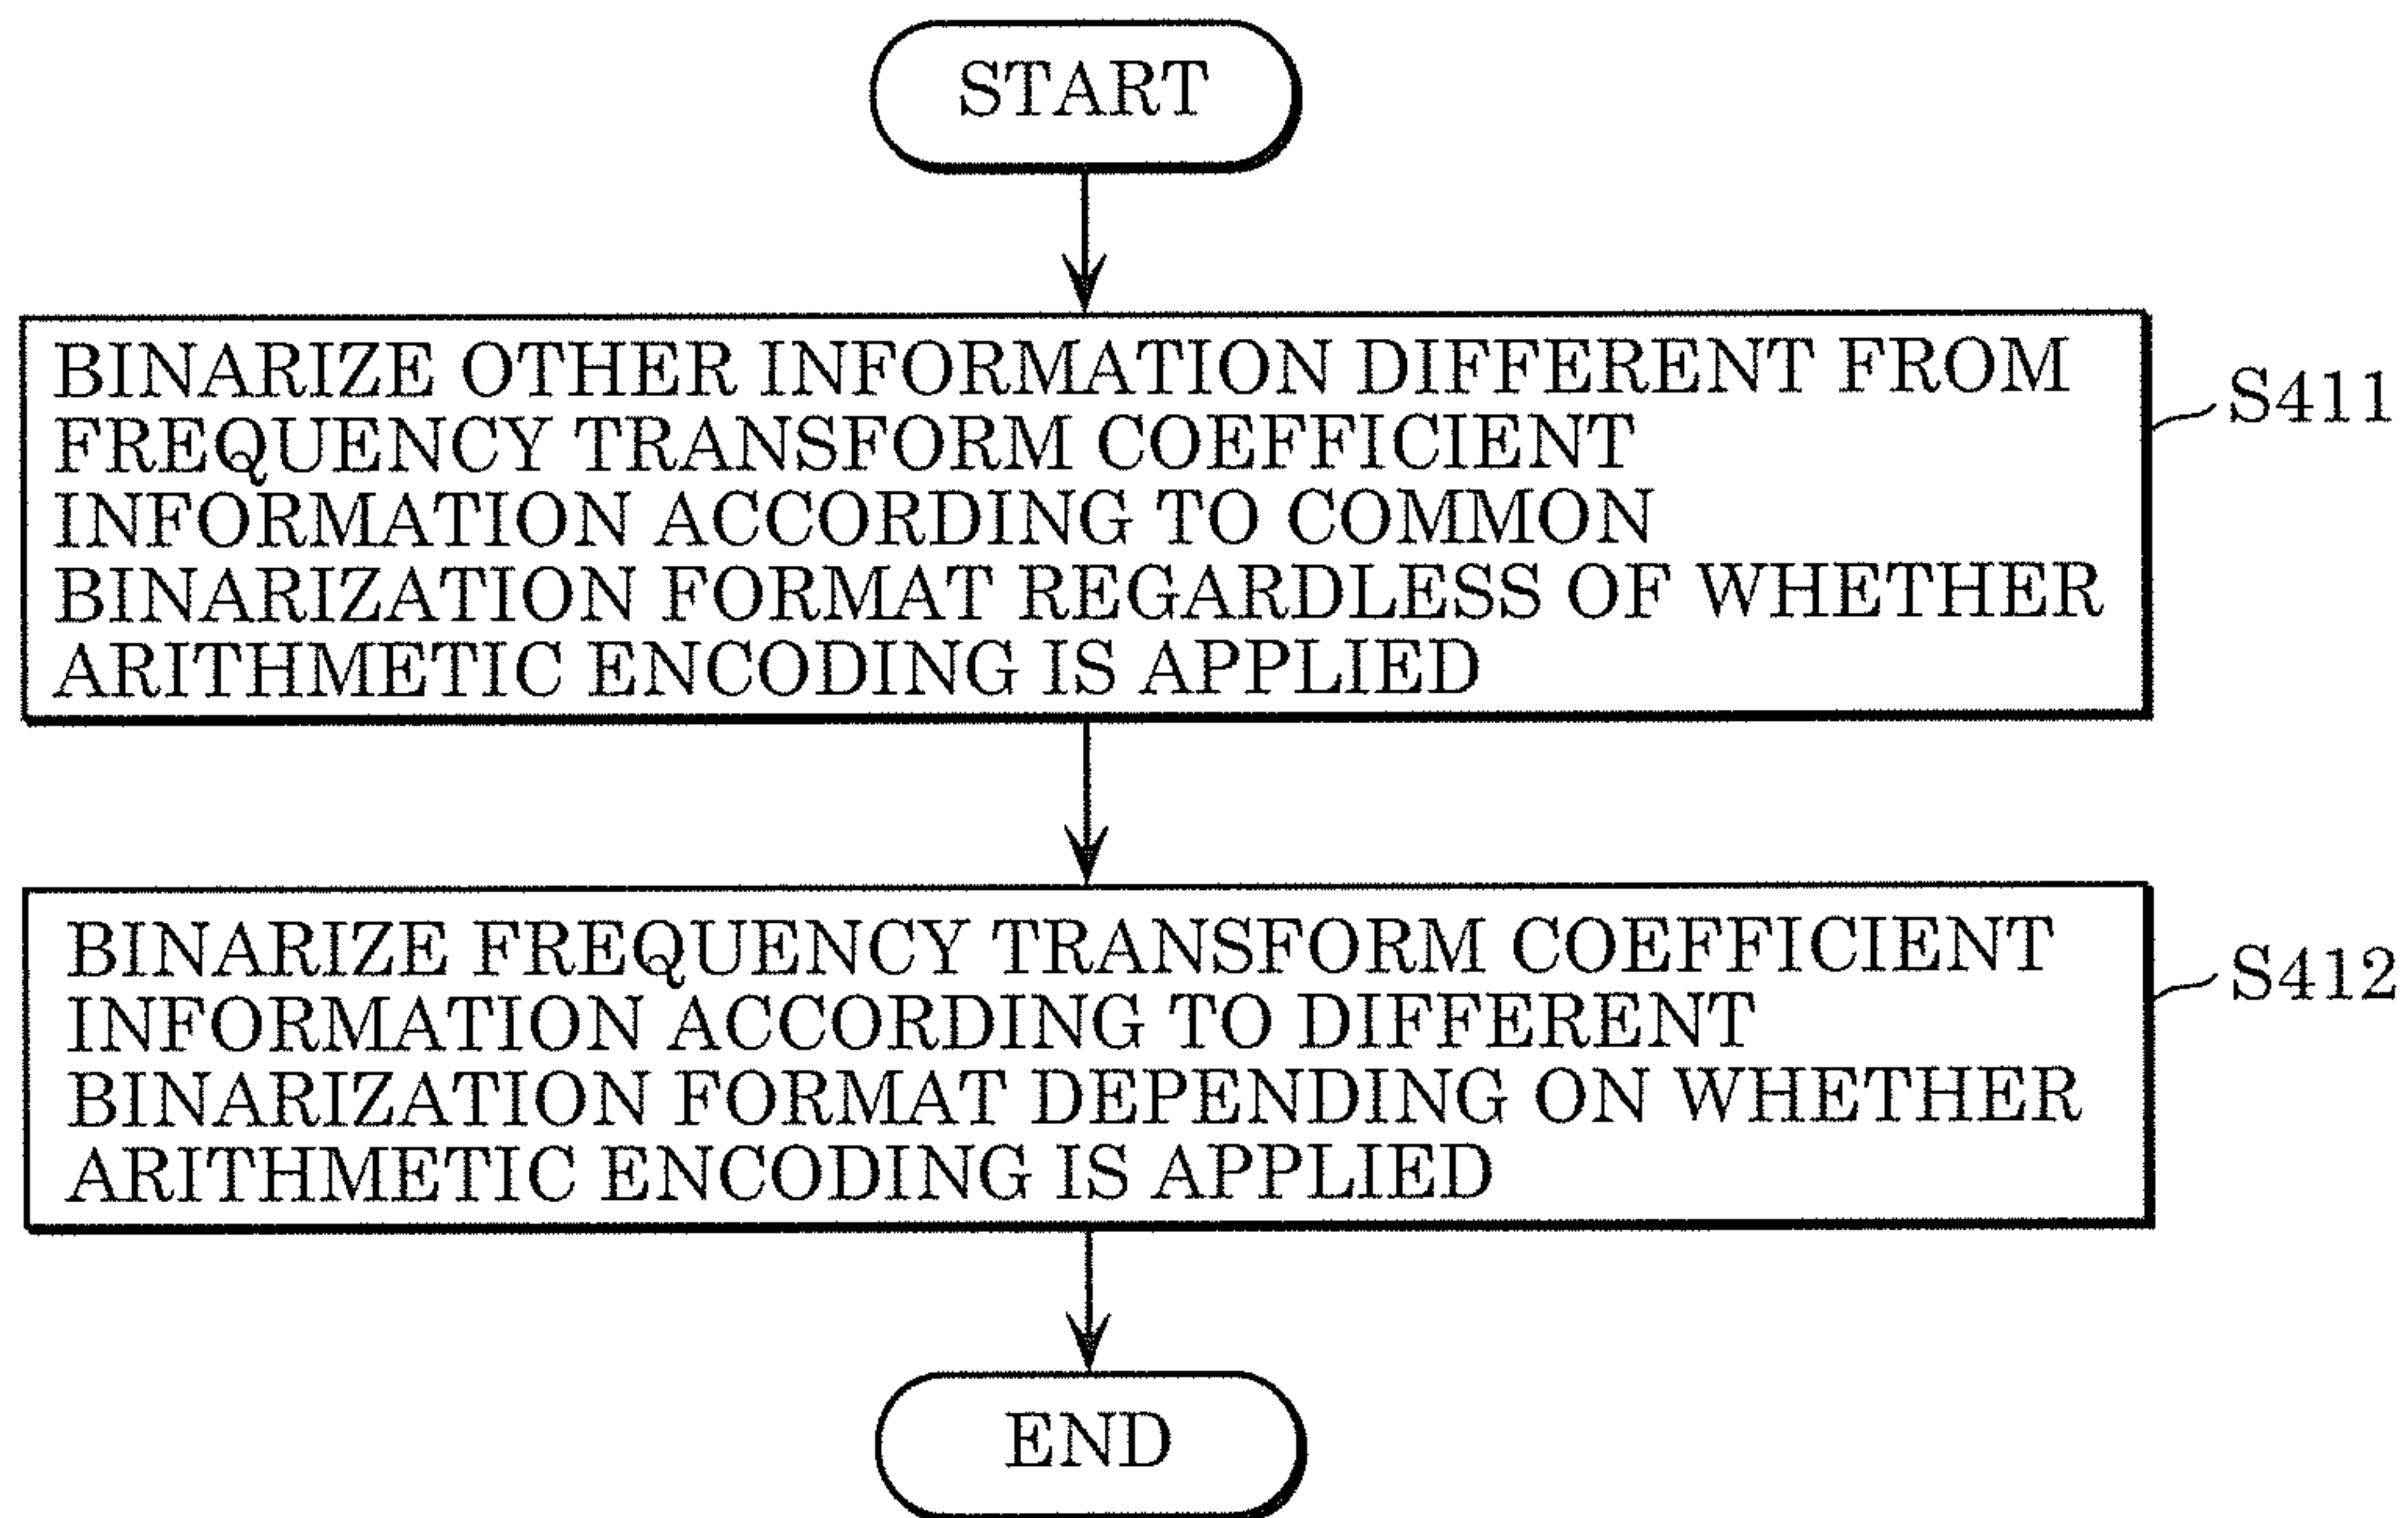 START
BINARIZE OTHER INFORMATION DIFFERENT FROM
FREQUENCY TRANSFORM COEFFICIENT
INFORMATION ACCORDING TO COMMON
BINARIZATION FORMAT REGARDLESS OF WHETHER
ARITHMETIC ENCODING IS APPLIED
S411
BINARIZE FREQUENCY TRANSFORM COEFFICIENT
INFORMATION ACCORDING TO DIFFERENT
BINARIZATION FORMAT DEPENDING ON WHETHER
ARITHMETIC ENCODING IS APPLIED
S412
END